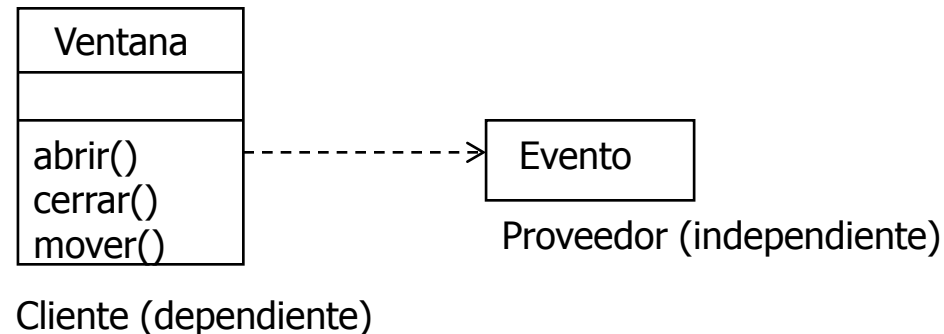 Ventana
abrir()
cerrar()
mover()
Evento
Proveedor (independiente)
Cliente (dependiente)